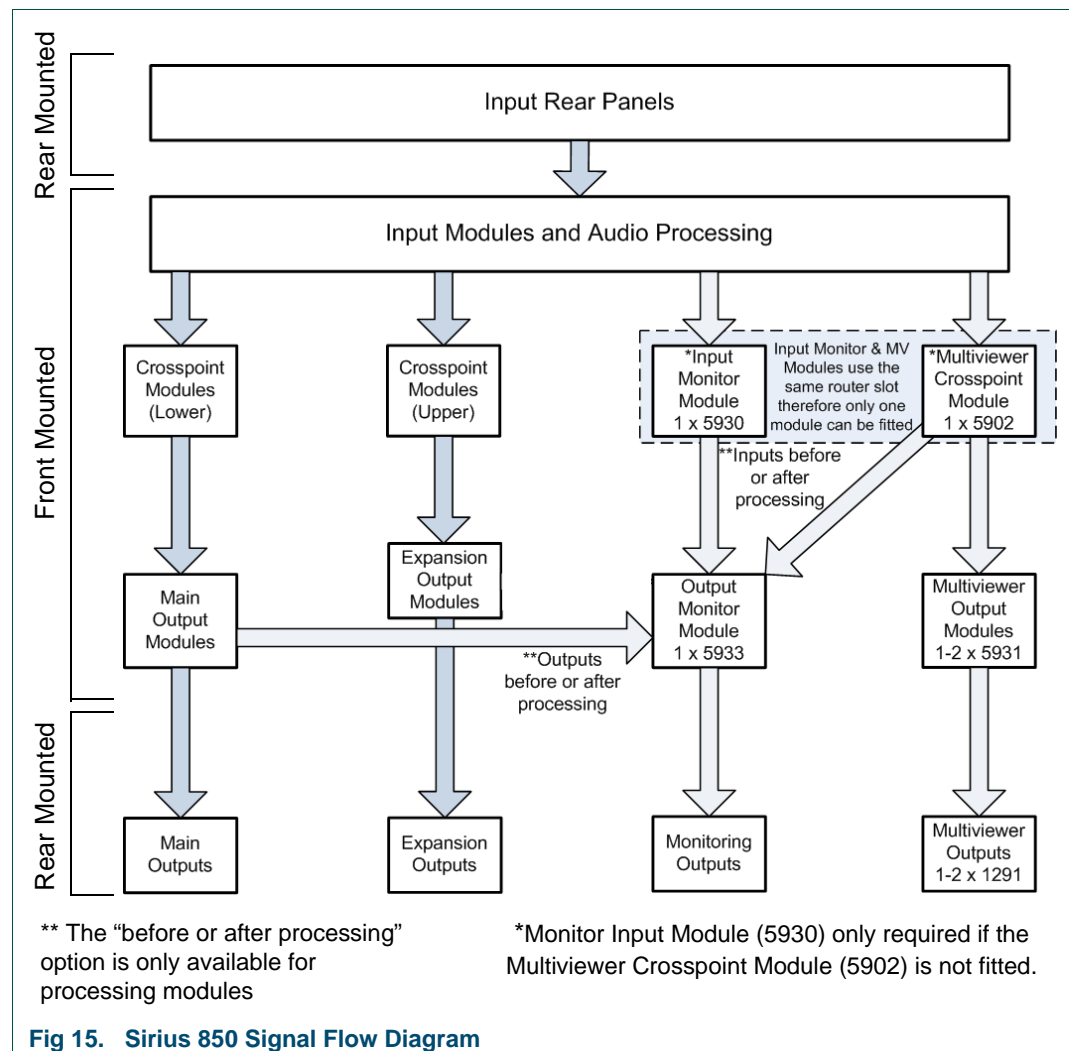 Rear Mounted
Input Rear Panels
Front Mounted
Input Modules and Audio Processing
Crosspoint
Modules
(Lower)
Crosspoint
Modules
(Upper)
*Input
Monitor
Module
1 x 5930
Input Monitor & MV
Modules use the
same router slot
therefore only one
module can be fitted
*Multiviewer
Crosspoint
Module
1 x 5902
**Inputs before
or after
processing
Main
Output
Modules
Expansion
Output
Modules
Output
Monitor
Module
1 x 5933
Multiviewer
Output
Modules
1-2 x 5931
**Outputs
before or after
processing
Rear Mounted
Main
Outputs
Expansion
Outputs
Monitoring
Outputs
Multiviewer
Outputs
1-2 x 1291
** The “before or after processing”
option is only available for
processing modules
*Monitor Input Module (5930) only required if the
Multiviewer Crosspoint Module (5902) is not fitted.
Fig 15. Sirius 850 Signal Flow Diagram